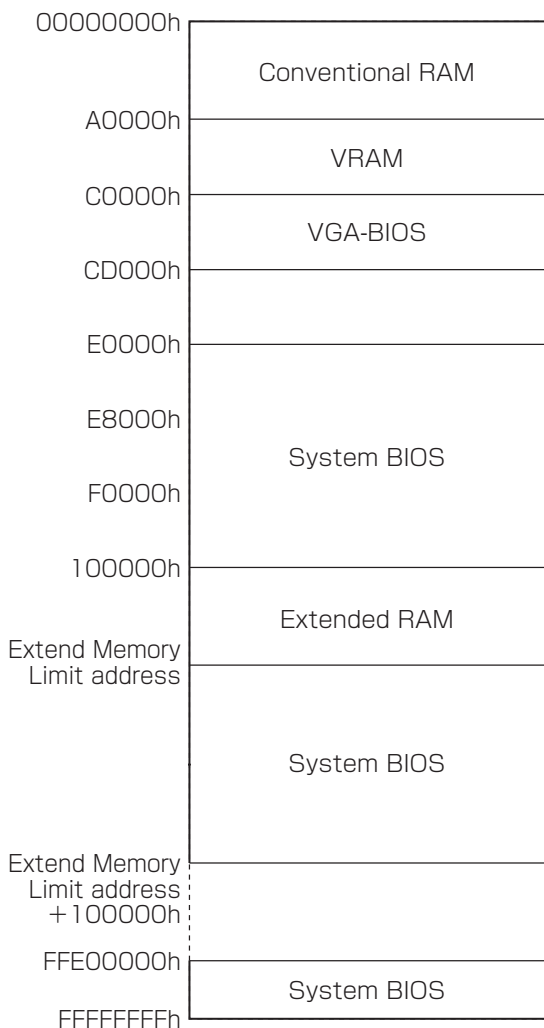 00000000h
Conventional RAM
A0000h
VRAM
C0000h
VGA-BIOS
CD000h
E0000h
E8000h
System BIOS
F0000h
100000h
Extended RAM
Extend Memory
Limit address
System BIOS
Extend Memory
Limit address
+100000h
FFE00000h
System BIOS
FFFFFFFFh